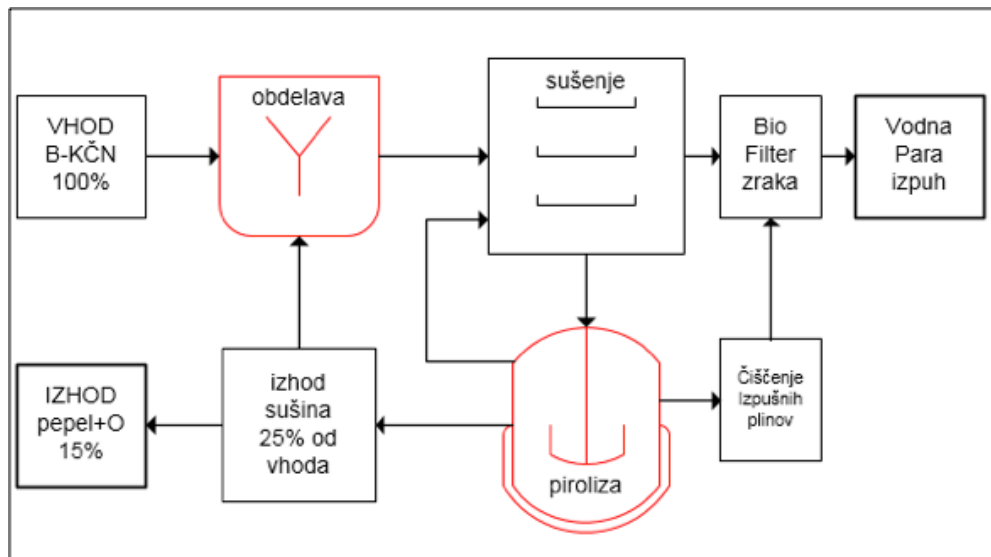 VHOD
B-KČN
100%
obdelava
sušenje
Bio
Filter
zraka
Vodna
Para
izpuh
IZHOD
pepel+O
15%
izhod
sušina
25% od
vhoda
piroliza
Čiščenje
Izpušnih
plinov